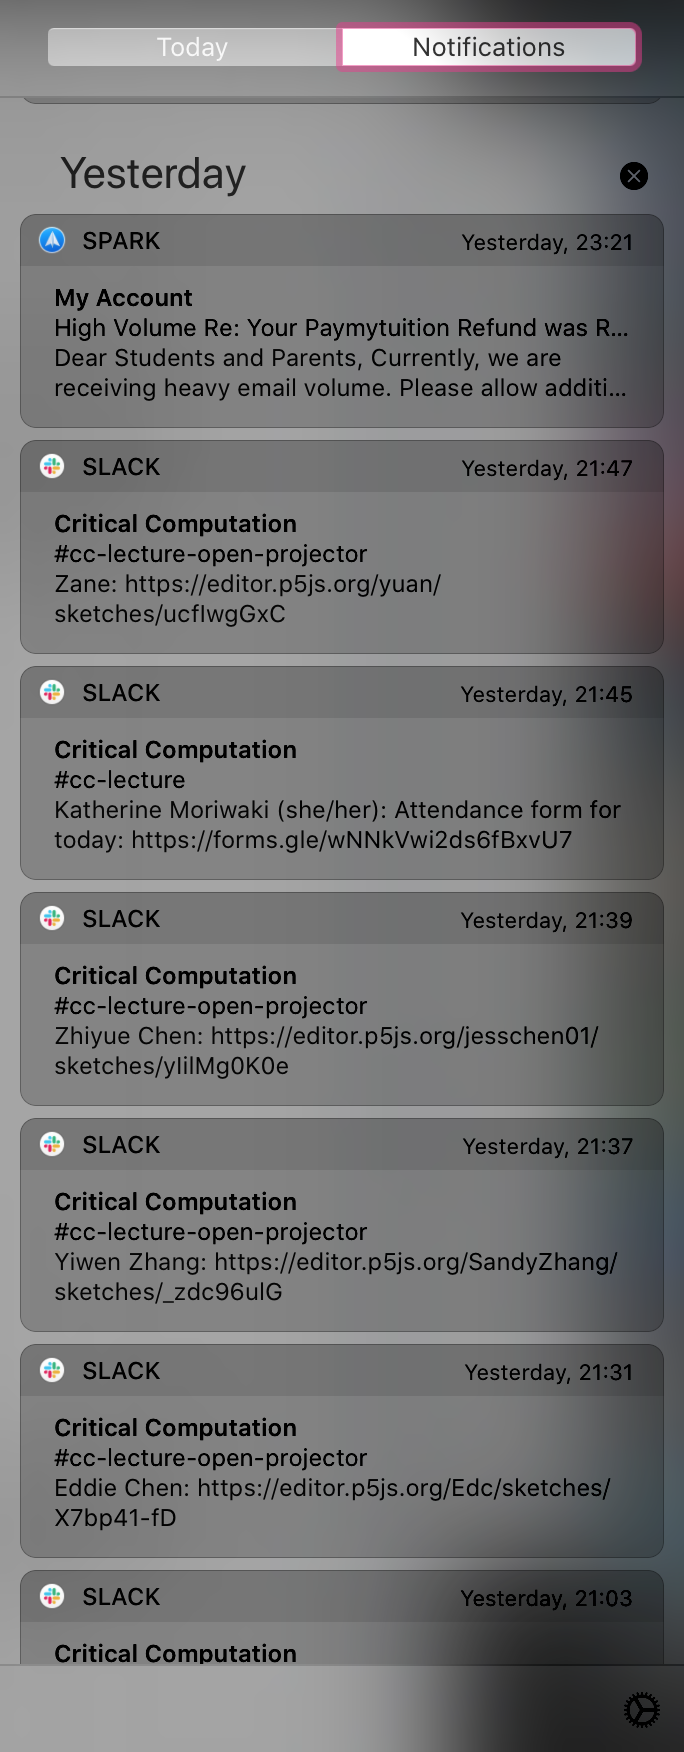 Today
Notifications
Yesterday
SPARK
Yesterday, 23:21
My Account
High Volume Re: Your Paymytuition Refund was R...
Dear Students and Parents, Currently, we are
receiving heavy email volume. Please allow additi...
SLACK
Yesterday, 21:47
Critical Computation
#cc-lecture-open-projector
Zane: https://editor.p5js.org/yuan/
sketches/ucfIwgGxC
SLACK
Yesterday, 21:45
Critical Computation
#cc-lecture
Katherine Moriwaki (she/her): Attendance form for
today: https://forms.gle/wNNkVwi2ds6fBxvU7
SLACK
Yesterday, 21:39
Critical Computation
#cc-lecture-open-projector
Zhiyue Chen: https://editor.p5js.org/jesschen01/
sketches/yIilMg0K0e
SLACK
Yesterday, 21:37
Critical Computation
#cc-lecture-open-projector
Yiwen Zhang: https://editor.p5js.org/SandyZhang/
sketches/_zdc96ulG
SLACK
Yesterday, 21:31
Critical Computation
#cc-lecture-open-projector
Eddie Chen: https://editor.p5js.org/Edc/sketches/
X7bp41-fD
SLACK
Yesterday, 21:03
Critical Computation